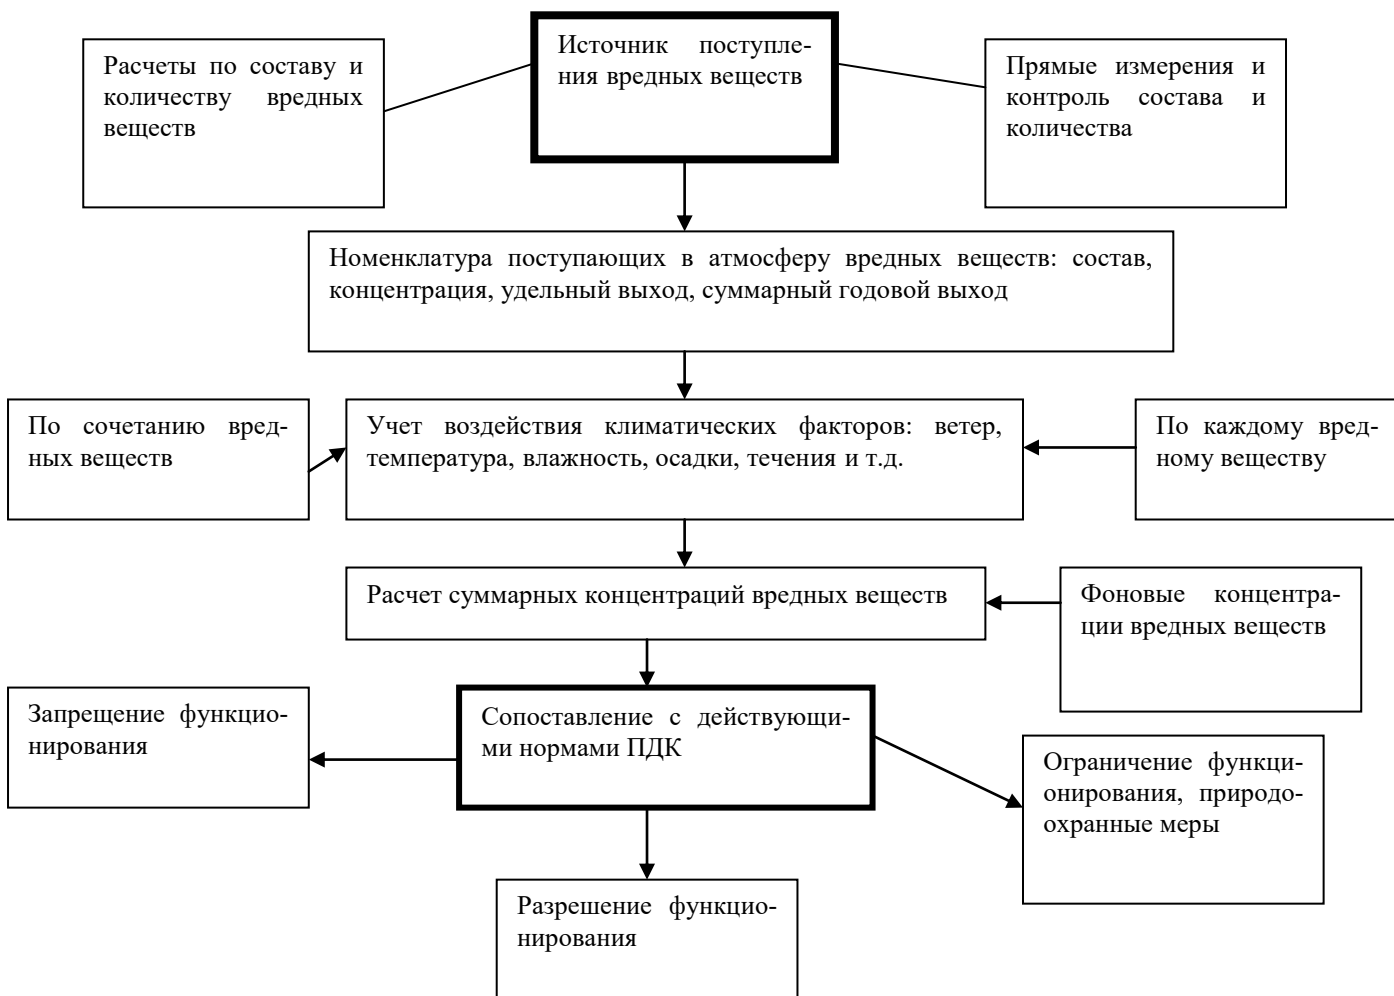 Источник поступле-
ния вредных веществ
Расчеты по составу и
количеству вредных
веществ
Прямые измерения и
контроль состава и
количества
Номенклатура поступающих в атмосферу вредных веществ: состав,
концентрация, удельный выход, суммарный годовой выход
По сочетанию вред-
ных веществ
Учет воздействия климатических факторов: ветер,
температура, влажность, осадки, течения и т.д.
По каждому вред-
ному веществу
Расчет суммарных концентраций вредных веществ
Фоновые концентра-
ции вредных веществ
Запрещение функцио-
нирования
Сопоставление с действующи-
ми нормами ПДК
Ограничение функци-
онирования, природо-
охранные меры
Разрешение функцио-
нирования